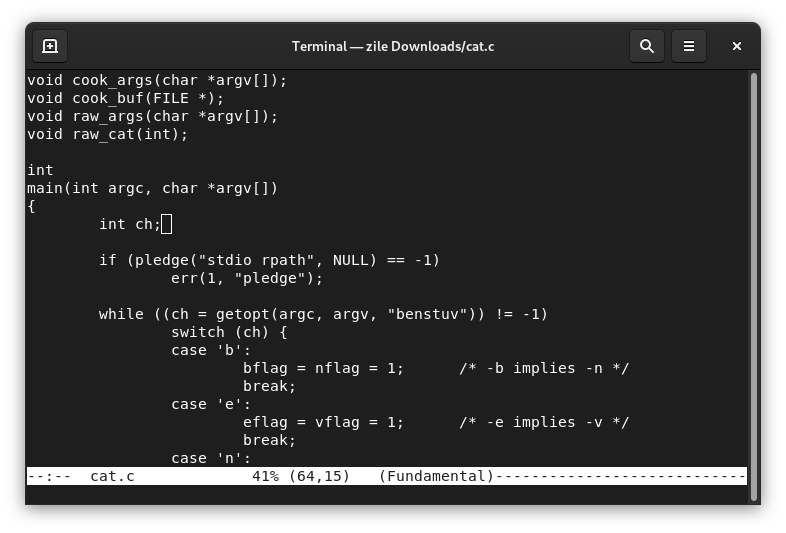 Terminal — zile Downloads/cat.c
void cook_args(char *argv[]);
void cook_buf(FILE *);
void raw_args(char *argv[]);
void raw_cat(int);

int
main(int argc, char *argv[])
{
        int ch;

        if (pledge("stdio rpath", NULL) == -1)
                err(1, "pledge");

        while ((ch = getopt(argc, argv, "benstuv")) != -1)
                switch (ch) {
                case 'b':
                        bflag = nflag = 1;      /* -b implies -n */
                        break;
                case 'e':
                        eflag = vflag = 1;      /* -e implies -v */
                        break;
                case 'n':
--:--  cat.c             41% (64,15)   (Fundamental)----------------------------